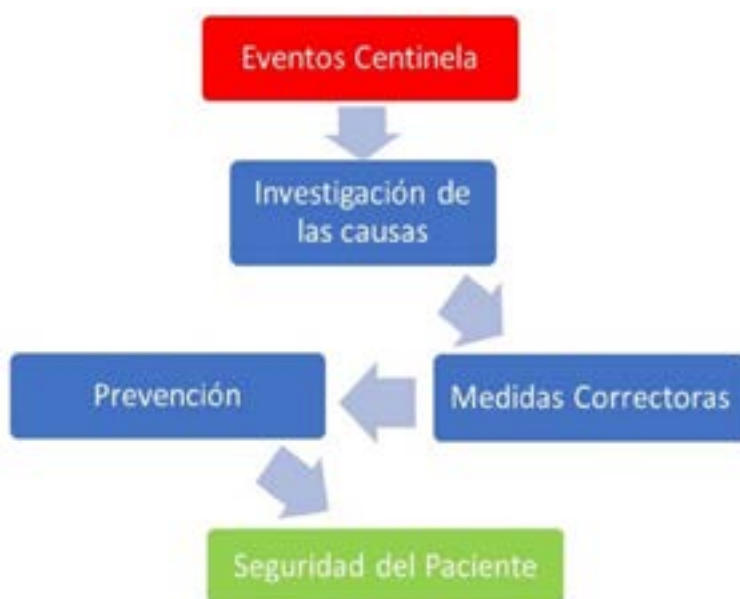 Eventos Centinela
Investigación de
las causas
Medidas Correctoras
Prevención
Seguridad del Paciente